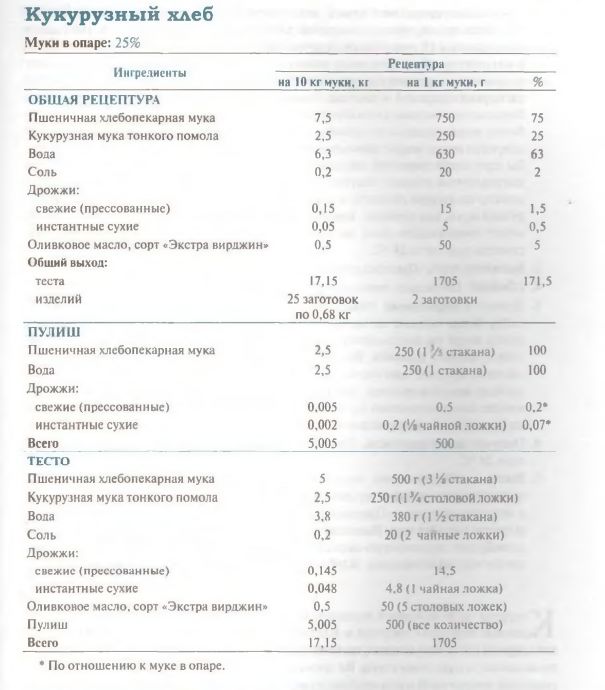 Кукурузный хлеб
Муки в опаре: 25%
Ингредиенты Рецептура
на 10 кг муки, кг на 1 кг муки, г %
ОБЩАЯ РЕЦЕПТУРА
Пшеничная хлебопекарная мука 7,5 750 75
Кукурузная мука тонкого помола 2,5 250 25
Вода 6,3 630 63
Соль 0,2 20 2
Дрожжи:
свежие (прессованные) 0,15 15 1,5
инстантные сухие 0,05 5 0,5
Оливковое масло, сорт «Экстра вирджин» 0,5 50 5
Общий выход:
теста 17,15 1705 171,5
изделий 25 заготовок 2 заготовки
по 0,68 кг
ПУЛИШ
Пшеничная хлебопекарная мука 2,5 250 (1 стакана) 100
Вода 2,5 250 (1 стакана) 100
Дрожжи:
свежие (прессованные) 0,005 0.5 0,2*
инстантные сухие 0,002 0,2 (⅛ чайной ложки) 0,07*
Всего 5,005 500
ТЕСТО
Пшеничная хлебопекарная мука 5 500 г (3 ⅛ стакана)
Кукурузная мука тонкого помола 2,5 250 г (1 ¾ столовой ложки)
Вода 3,8 380 г (1 ½ стакана)
Соль 0,2 20 (2 чайные ложки)
Дрожжи:
свежие (прессованные) 0,145 14,5
инстантные сухие 0,048 4,8 (1 чайная ложка)
Оливковое масло, сорт «Экстра вирджин» 0,5 50 (5 столовых ложек)
Пулиш 5,005 500 (все количество)
Всего 17,15 1705
* По отношению к муке в опаре.